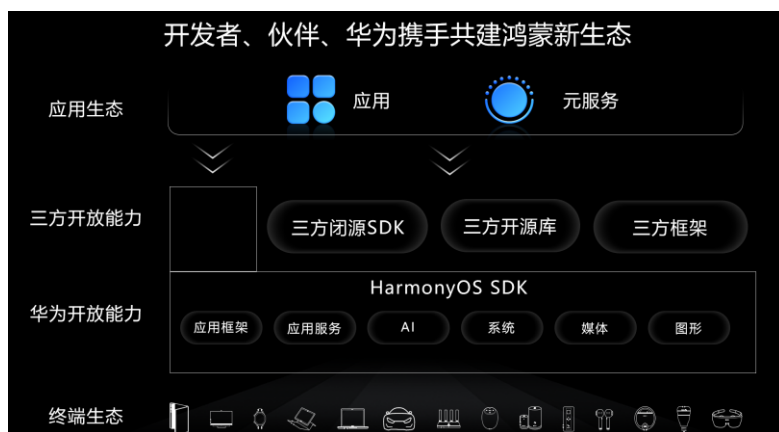 开发者、伙伴、华为携手共建鸿蒙新生态
应用生态
应用
元服务
三方开放能力
三方闭源SDK
三方开源库
三方框架
华为开放能力
HarmonyOS SDK
应用框架
应用服务
AI
系统
媒体
图形
终端生态